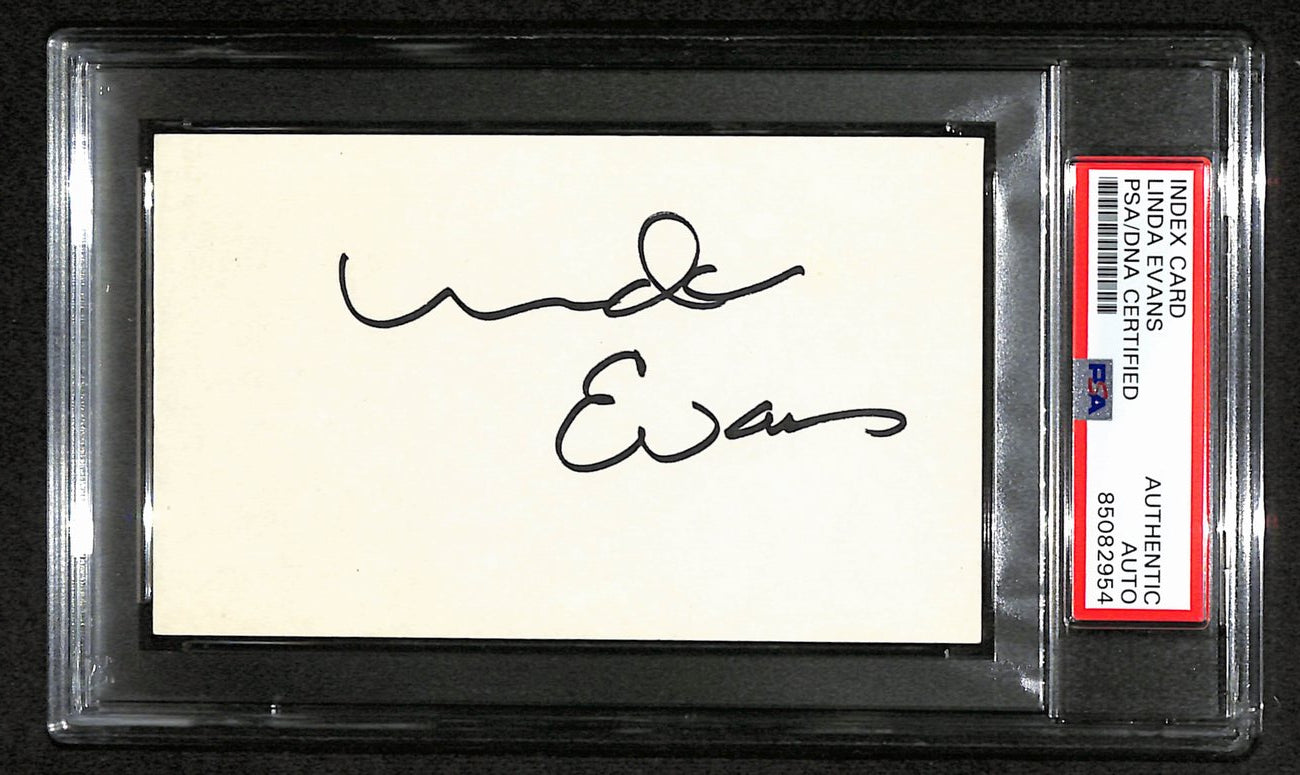 Linda
Evans
INDEX CARD
LINDA EVANS
PSA/DNA CERTIFIED
PSA
AUTHENTIC
AUTO
85082954